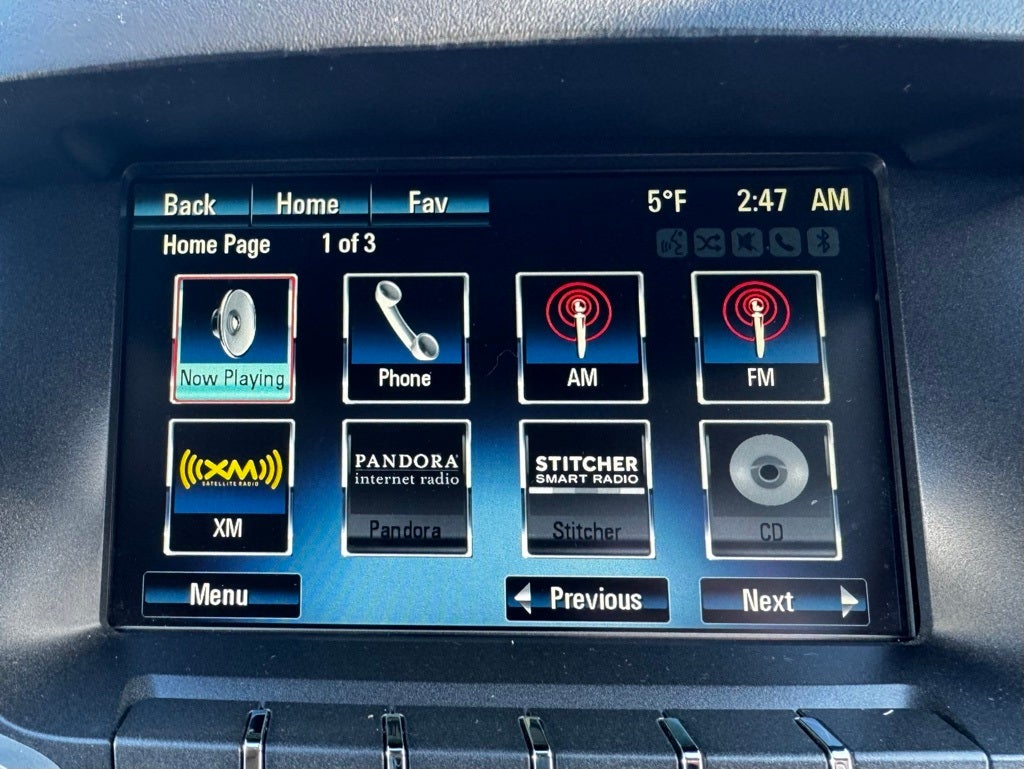 Back Home Fav 5°F 2:47 AM
Home Page 1 of 3
Now Playing Phone AM FM
XM
SATELLITE RADIO
PANDORA
internet radio
STITCHER
SMART RADIO
XM Pandora Stitcher CD
Menu Previous Next